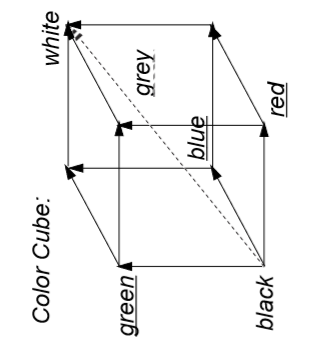 Color Cube:
white
grey
green
blue
red
black